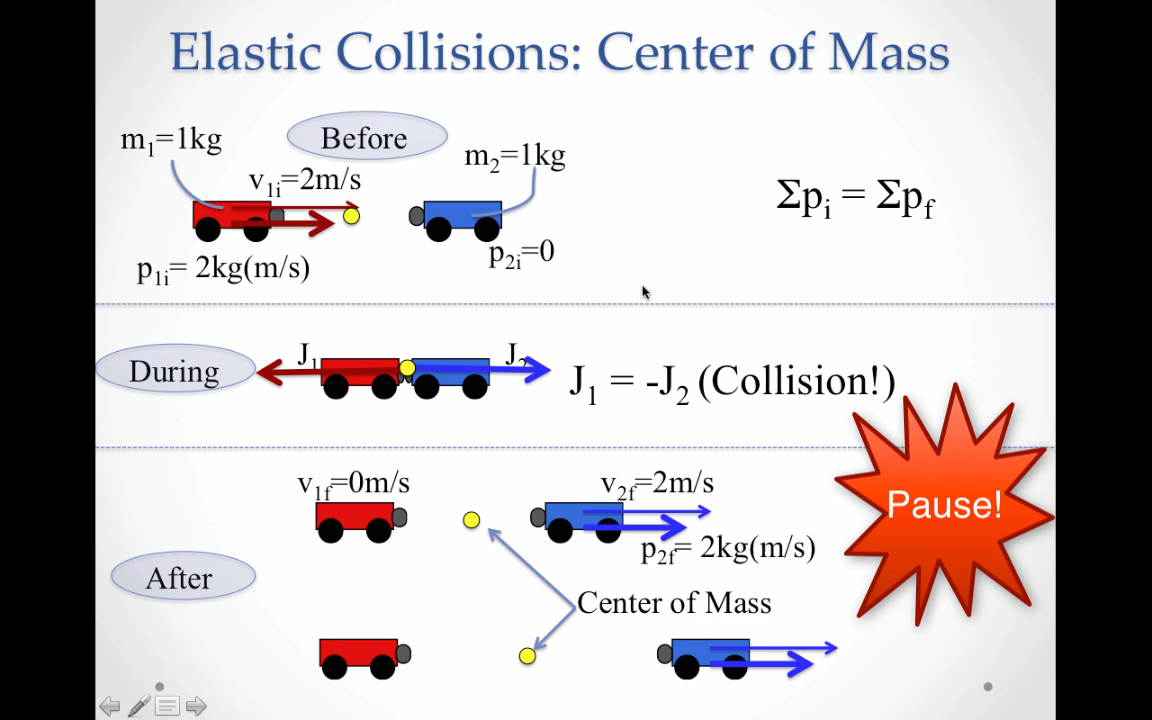 Elastic Collisions: Center of Mass
m₁=1kg
Before
m₂=1kg
v₁ᵢ=2m/s
Σpᵢ = Σp_f
p₂ᵢ=0
p₁ᵢ= 2kg(m/s)
During
J₁
J₂
J₁ = -J₂ (Collision!)
v₁f=0m/s
v₂f=2m/s
Pause!
p₂f= 2kg(m/s)
After
Center of Mass